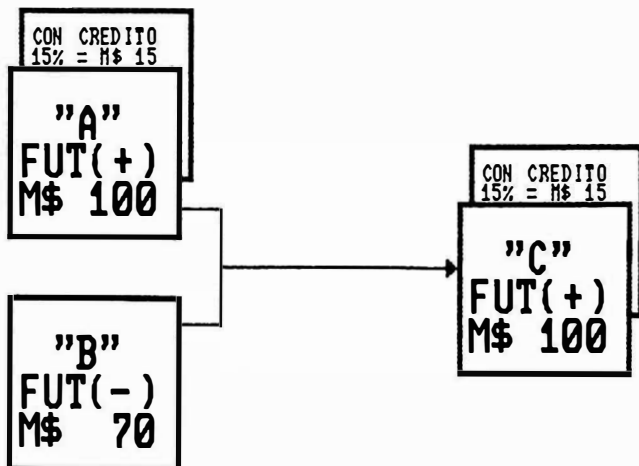 CON CREDITO
15% = M$ 15
"A"
FUT(+)
M$ 100
"B"
FUT(-)
M$ 70
CON CREDITO
15% = M$ 15
"C"
FUT(+)
M$ 100